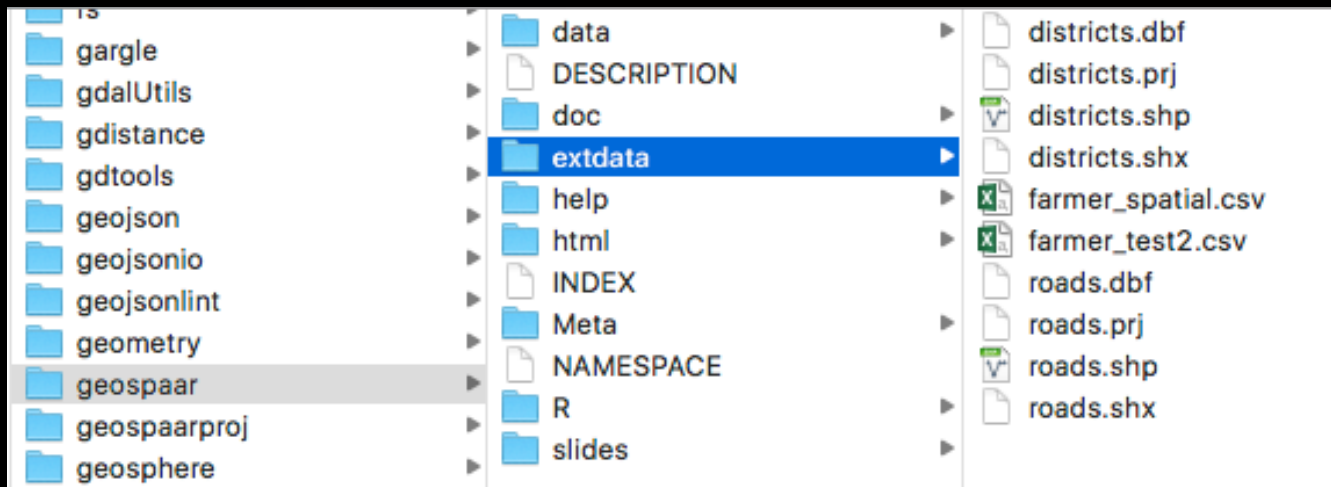 gargle
gdalUtils
gdistance
gdtools
geojson
geojsonio
geojsonlint
geometry
geospaar
geospaarproj
geosphere
data
DESCRIPTION
doc
extdata
help
html
INDEX
Meta
NAMESPACE
R
slides
districts.dbf
districts.prj
districts.shp
districts.shx
farmer_spatial.csv
farmer_test2.csv
roads.dbf
roads.prj
roads.shp
roads.shx